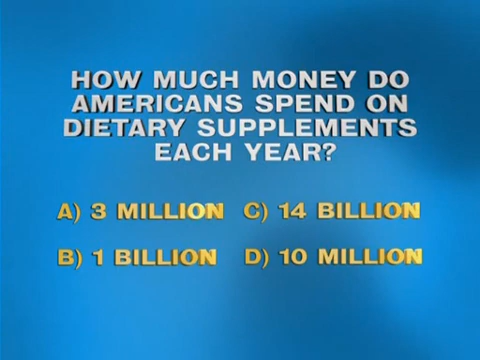 HOW MUCH MONEY DO
AMERICANS SPEND ON
DIETARY SUPPLEMENTS
EACH YEAR?
A) 3 MILLION C) 14 BILLION
B) 1 BILLION D) 10 MILLION